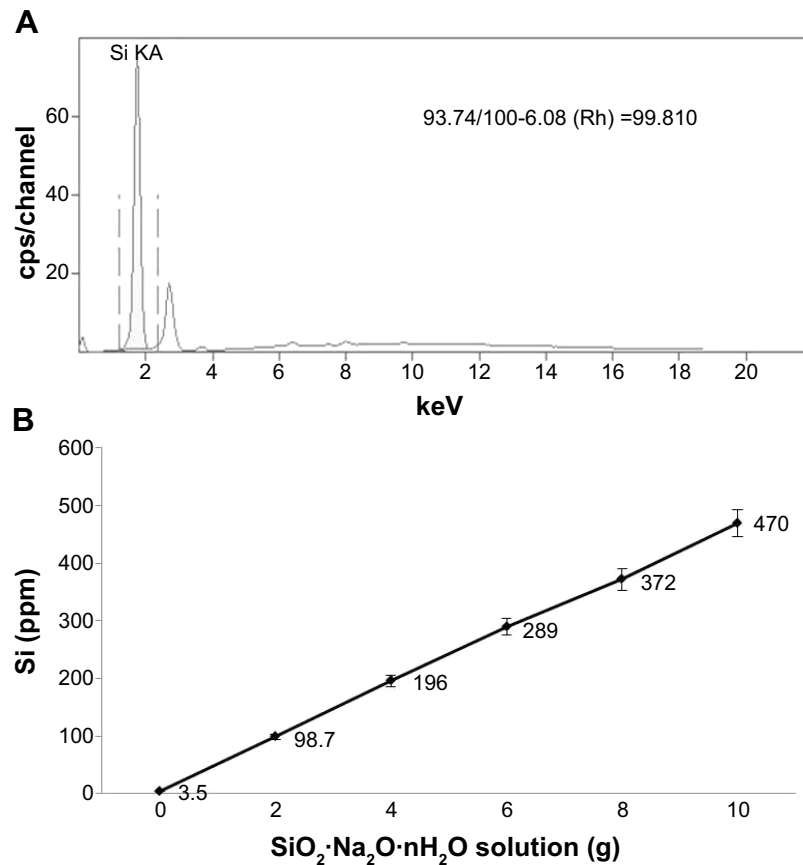 A
Si KA
93.74/100-6.08 (Rh) =99.810
cps/channel
60
40
20
2 4 6 8 10 12 14 16 18 20
keV
B
Si (ppm)
600
500
400
300
200
100
0
3.5
98.7
196
289
372
470
0 2 4 6 8 10
SiO₂·Na₂O·nH₂O solution (g)